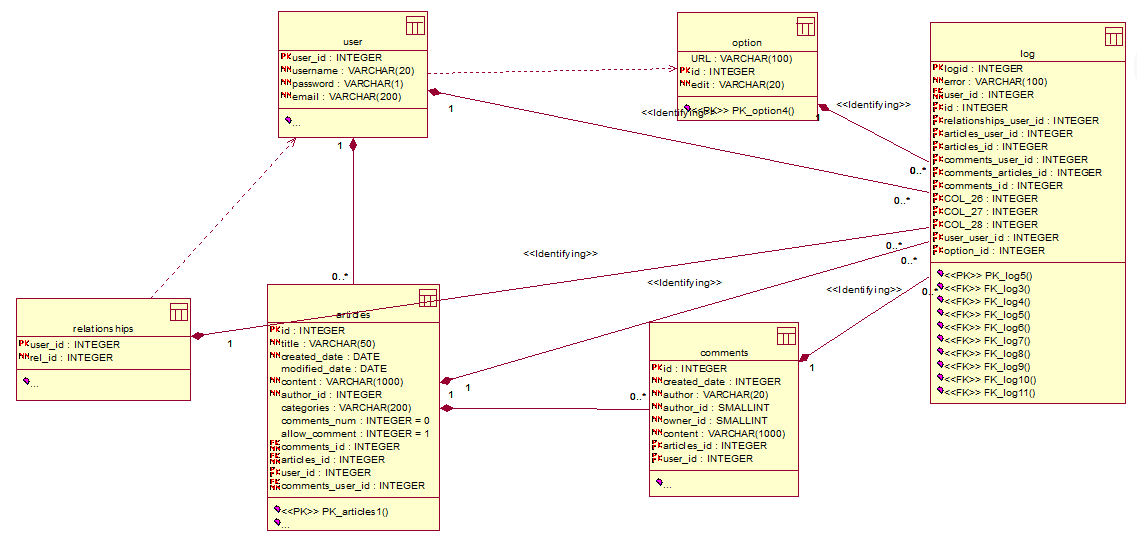 user
PK user_id : INTEGER
NN username : VARCHAR(20)
NN password : VARCHAR(1)
NN email : VARCHAR(200)
...
option
URL : VARCHAR(100)
PK id : INTEGER
NN edit : VARCHAR(20)
<<PK>> PK_option4()
log
PK logid : INTEGER
NN error : VARCHAR(100)
user_id : INTEGER
id : INTEGER
relationships_user_id : INTEGER
articles_user_id : INTEGER
articles_id : INTEGER
comments_user_id : INTEGER
comments_articles_id : INTEGER
comments_id : INTEGER
COL_26 : INTEGER
COL_27 : INTEGER
COL_28 : INTEGER
user_user_id : INTEGER
option_id : INTEGER
<<PK>> PK_log5()
<<FK>> FK_log3()
<<FK>> FK_log4()
<<FK>> FK_log5()
<<FK>> FK_log6()
<<FK>> FK_log7()
<<FK>> FK_log8()
<<FK>> FK_log9()
<<FK>> FK_log10()
<<FK>> FK_log11()
1
<<Identifying>>
1
<<Identifying>>
0..*
0..*
1
0..*
<<Identifying>>
0..*
<<Identifying>>
0..*
<<Identifying>>
0..*
relationships
PK user_id : INTEGER
NN rel_id : INTEGER
...
1
articles
PK id : INTEGER
NN title : VARCHAR(50)
NN created_date : DATE
modified_date : DATE
NN content : VARCHAR(1000)
NN author_id : INTEGER
categories : VARCHAR(200)
comments_num : INTEGER = 0
allow_comment : INTEGER = 1
comments_id : INTEGER
articles_id : INTEGER
user_id : INTEGER
comments_user_id : INTEGER
<<PK>> PK_articles1()
...
1
1
0..*
comments
PK id : INTEGER
NN created_date : INTEGER
NN author : VARCHAR(20)
NN author_id : SMALLINT
NN owner_id : SMALLINT
NN content : VARCHAR(1000)
articles_id : INTEGER
user_id : INTEGER
...
1